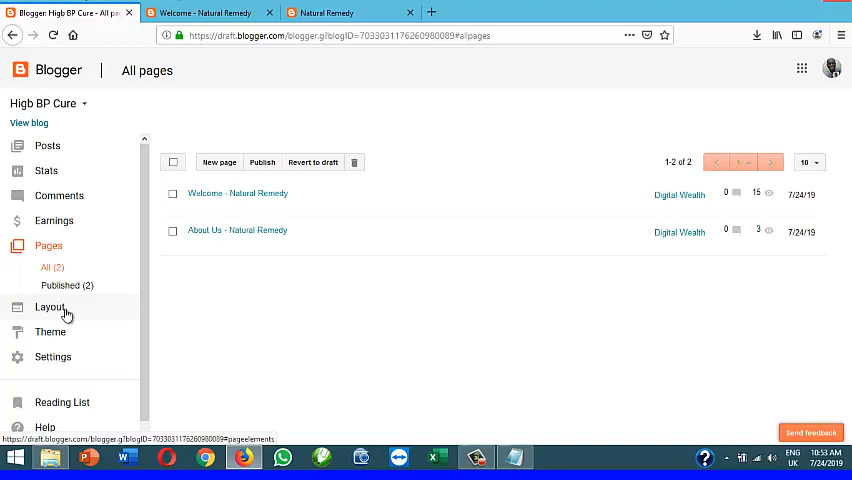 Blogger: Higb BP Cure - All pa
Welcome - Natural Remedy
Natural Remedy
https://draft.blogger.com/blogger.g?blogID=7033031176260980089#allpages
Blogger
All pages
Higb BP Cure
View blog
Posts
Stats
Comments
Earnings
Pages
All (2)
Published (2)
Layout
Theme
Settings
Reading List
Help
New page
Publish
Revert to draft
1-2 of 2
1
10
Welcome - Natural Remedy
Digital Wealth
0
15
7/24/19
About Us - Natural Remedy
Digital Wealth
0
3
7/24/19
Send feedback
https://draft.blogger.com/blogger.g?blogID=7033031176260980089#pageelements
ENG
UK
10:53 AM
7/24/2019